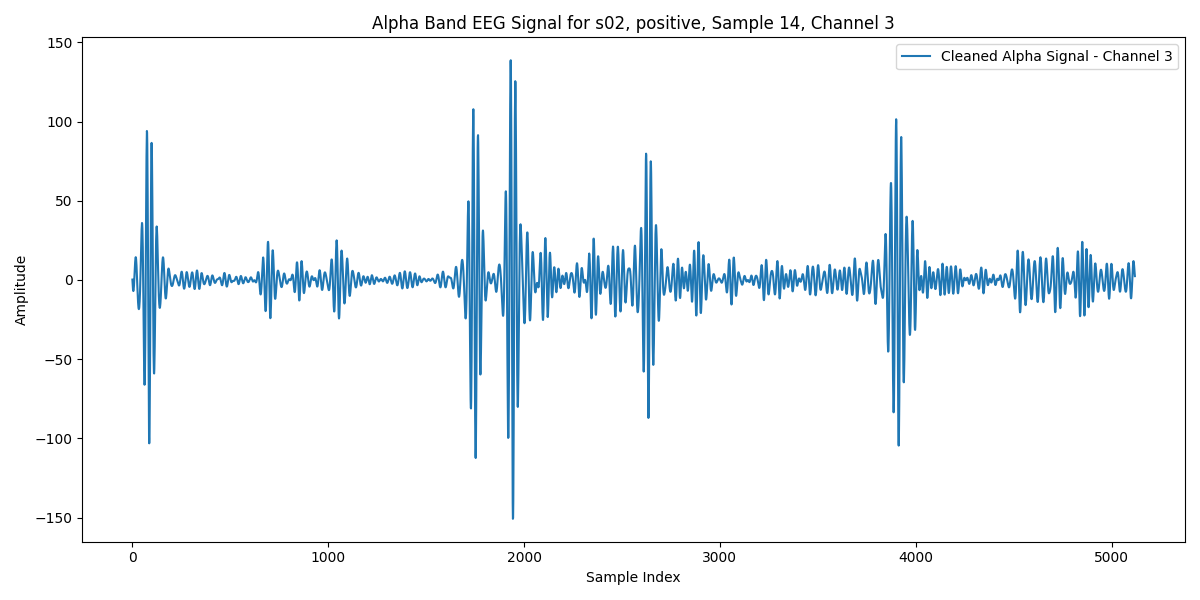 Alpha Band EEG Signal for s02, positive, Sample 14, Channel 3
Cleaned Alpha Signal - Channel 3
150
100
50
0
−50
−100
−150
Amplitude
0 1000 2000 3000 4000 5000
Sample Index